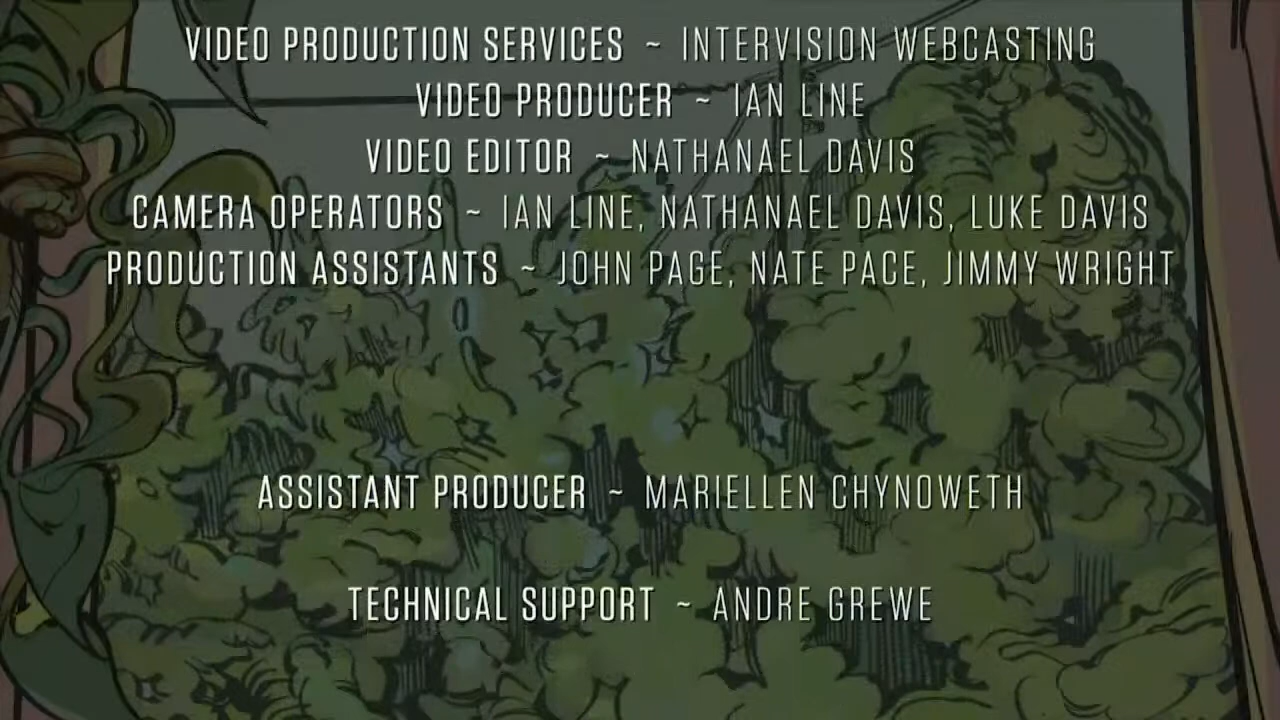 VIDEO PRODUCTION SERVICES ~ INTERVISION WEBCASTING
VIDEO PRODUCER ~ IAN LINE
VIDEO EDITOR ~ NATHANAEL DAVIS
CAMERA OPERATORS ~ IAN LINE, NATHANAEL DAVIS, LUKE DAVIS
PRODUCTION ASSISTANTS ~ JOHN PAGE, NATE PACE, JIMMY WRIGHT
ASSISTANT PRODUCER ~ MARIELLEN CHYNOWETH
TECHNICAL SUPPORT ~ ANDRE GREWE